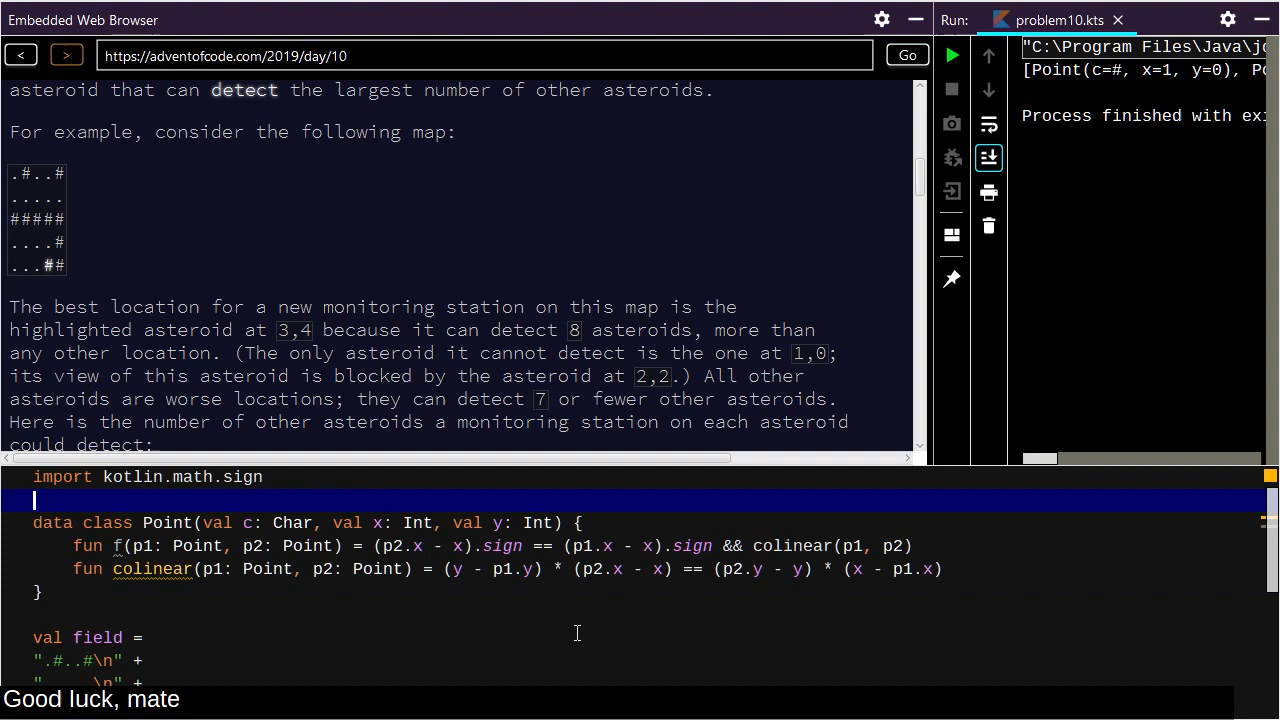 Embedded Web Browser
Run: problem10.kts
< > https://adventofcode.com/2019/day/10 Go
"C:\Program Files\Java\jd
[Point(c=#, x=1, y=0), Po
Process finished with exi
asteroid that can detect the largest number of other asteroids.
For example, consider the following map:
.#..#
.....
#####
....#
...##
The best location for a new monitoring station on this map is the
highlighted asteroid at 3,4 because it can detect 8 asteroids, more than
any other location. (The only asteroid it cannot detect is the one at 1,0;
its view of this asteroid is blocked by the asteroid at 2,2.) All other
asteroids are worse locations; they can detect 7 or fewer other asteroids.
Here is the number of other asteroids a monitoring station on each asteroid
could detect:
import kotlin.math.sign
data class Point(val c: Char, val x: Int, val y: Int) {
fun f(p1: Point, p2: Point) = (p2.x - x).sign == (p1.x - x).sign && colinear(p1, p2)
fun colinear(p1: Point, p2: Point) = (y - p1.y) * (p2.x - x) == (p2.y - y) * (x - p1.x)
}
val field =
".#..#\n" +
Good luck, mate